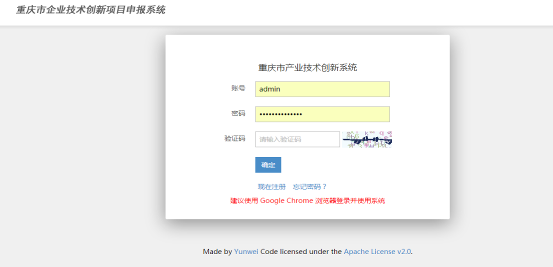 重庆市企业技术创新项目申报系统
重庆市产业技术创新系统
账号 admin
密码 ••••••••••••••
验证码 请输入验证码
确定
现在注册 忘记密码？
建议使用 Google Chrome 浏览器登录并使用系统
Made by Yunwei Code licensed under the Apache License v2.0.